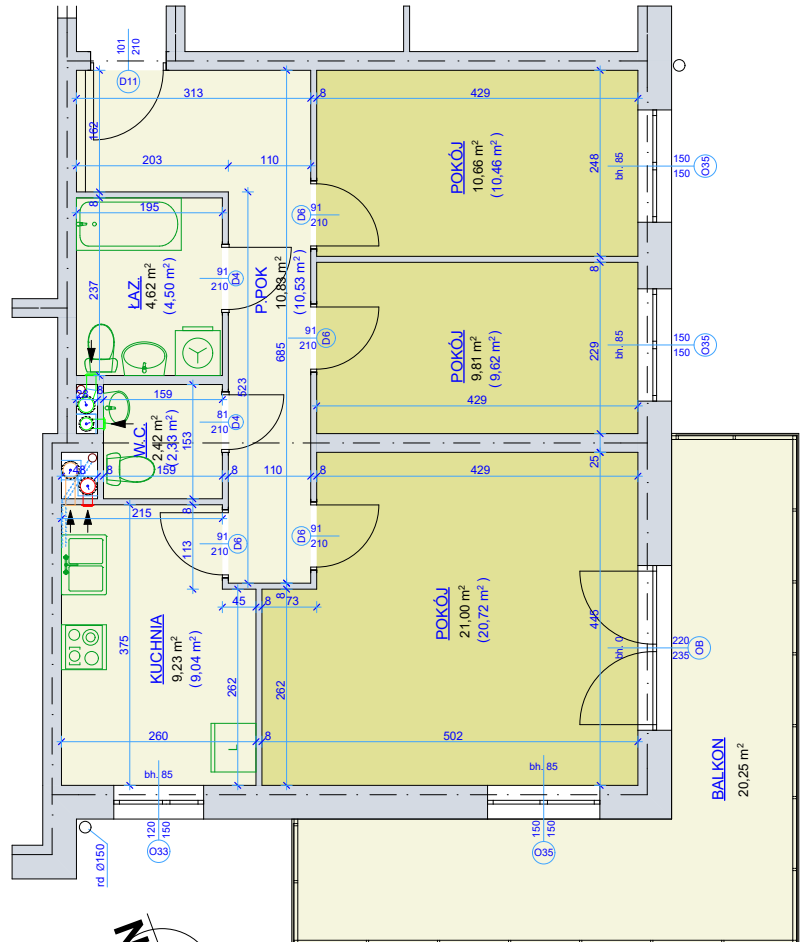 101
210
D11
313
8
429
162
203
110
POKÓJ
10,66 m²
(10,46 m²)
248
bh. 85
150
150
O35
8
195
91
210
D6
ŁAZ.
4,62 m²
(4,50 m²)
237
91
210
D4
P.POK
10,83 m²
(10,53 m²)
8
685
91
210
D6
POKÓJ
9,81 m²
(9,62 m²)
229
bh. 85
150
150
O35
429
523
8
159
W.C.
2,42 m²
(2,33 m²)
153
81
210
D4
25
48
8
159
8
110
8
429
215
8
113
91
210
D6
91
210
D6
45
8
73
8
KUCHNIA
9,23 m²
(9,04 m²)
375
262
262
POKÓJ
21,00 m²
(20,72 m²)
445
bh. 0
220
235
OB
L
260
8
502
bh. 85
bh. 85
BALKON
20,25 m²
120
150
O33
150
150
O35
rd Ø150
N